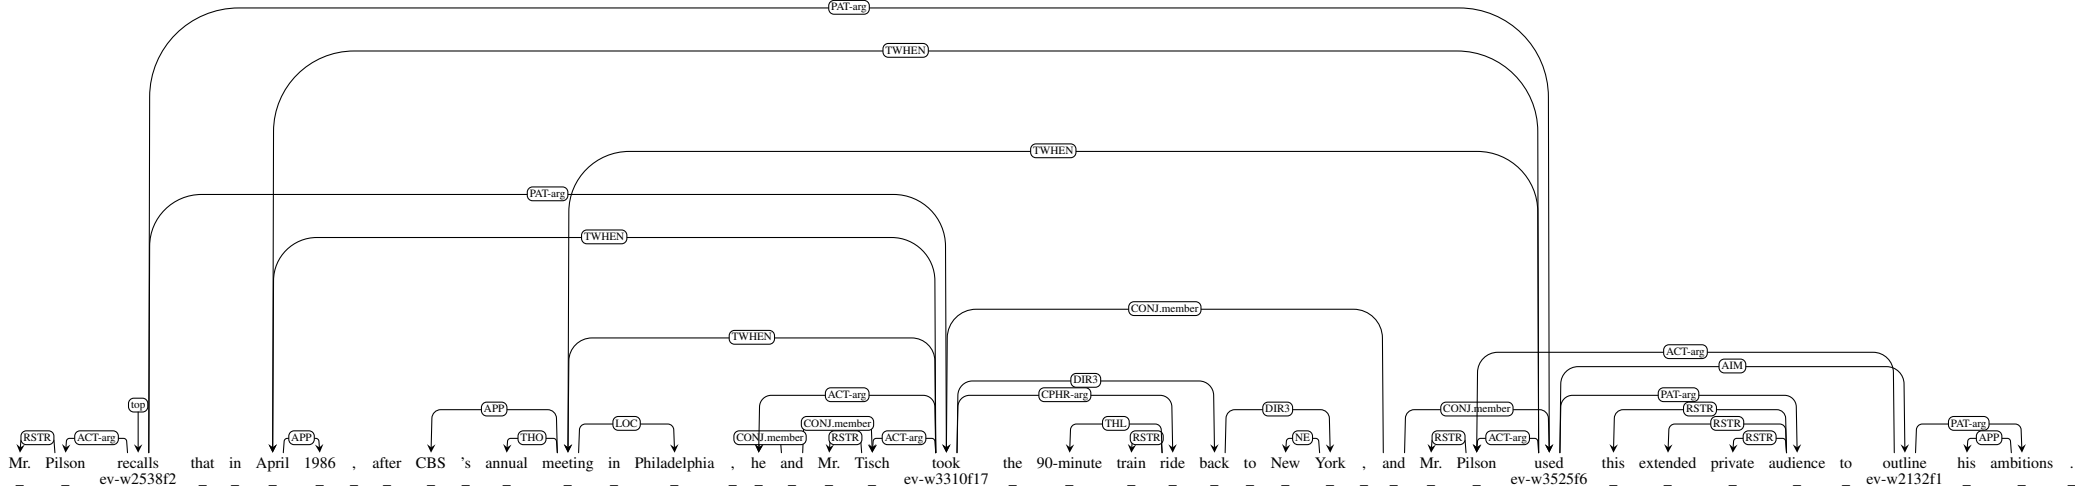 PAT-arg
TWHEN
TWHEN
PAT-arg
TWHEN
CONJ.member
TWHEN
ACT-arg
AIM
DIR3
ACT-arg CPHR-arg PAT-arg
top APP DIR3 CONJ.member RSTR
LOC CONJ.member THL RSTR PAT-arg
RSTR ACT-arg APP THO CONJ.member RSTR ACT-arg RSTR NE RSTR ACT-arg RSTR APP
Mr. Pilson recalls that in April 1986 , after CBS 's annual meeting in Philadelphia , he and Mr. Tisch took the 90-minute train ride back to New York , and Mr. Pilson used this extended private audience to outline his ambitions .
_ _ ev-w2538f2 _ _ _ _ _ _ _ _ _ _ _ _ _ _ _ _ _ ev-w3310f17 _ _ _ _ _ _ _ _ _ _ _ _ ev-w3525f6 _ _ _ _ _ ev-w2132f1 _ _ _